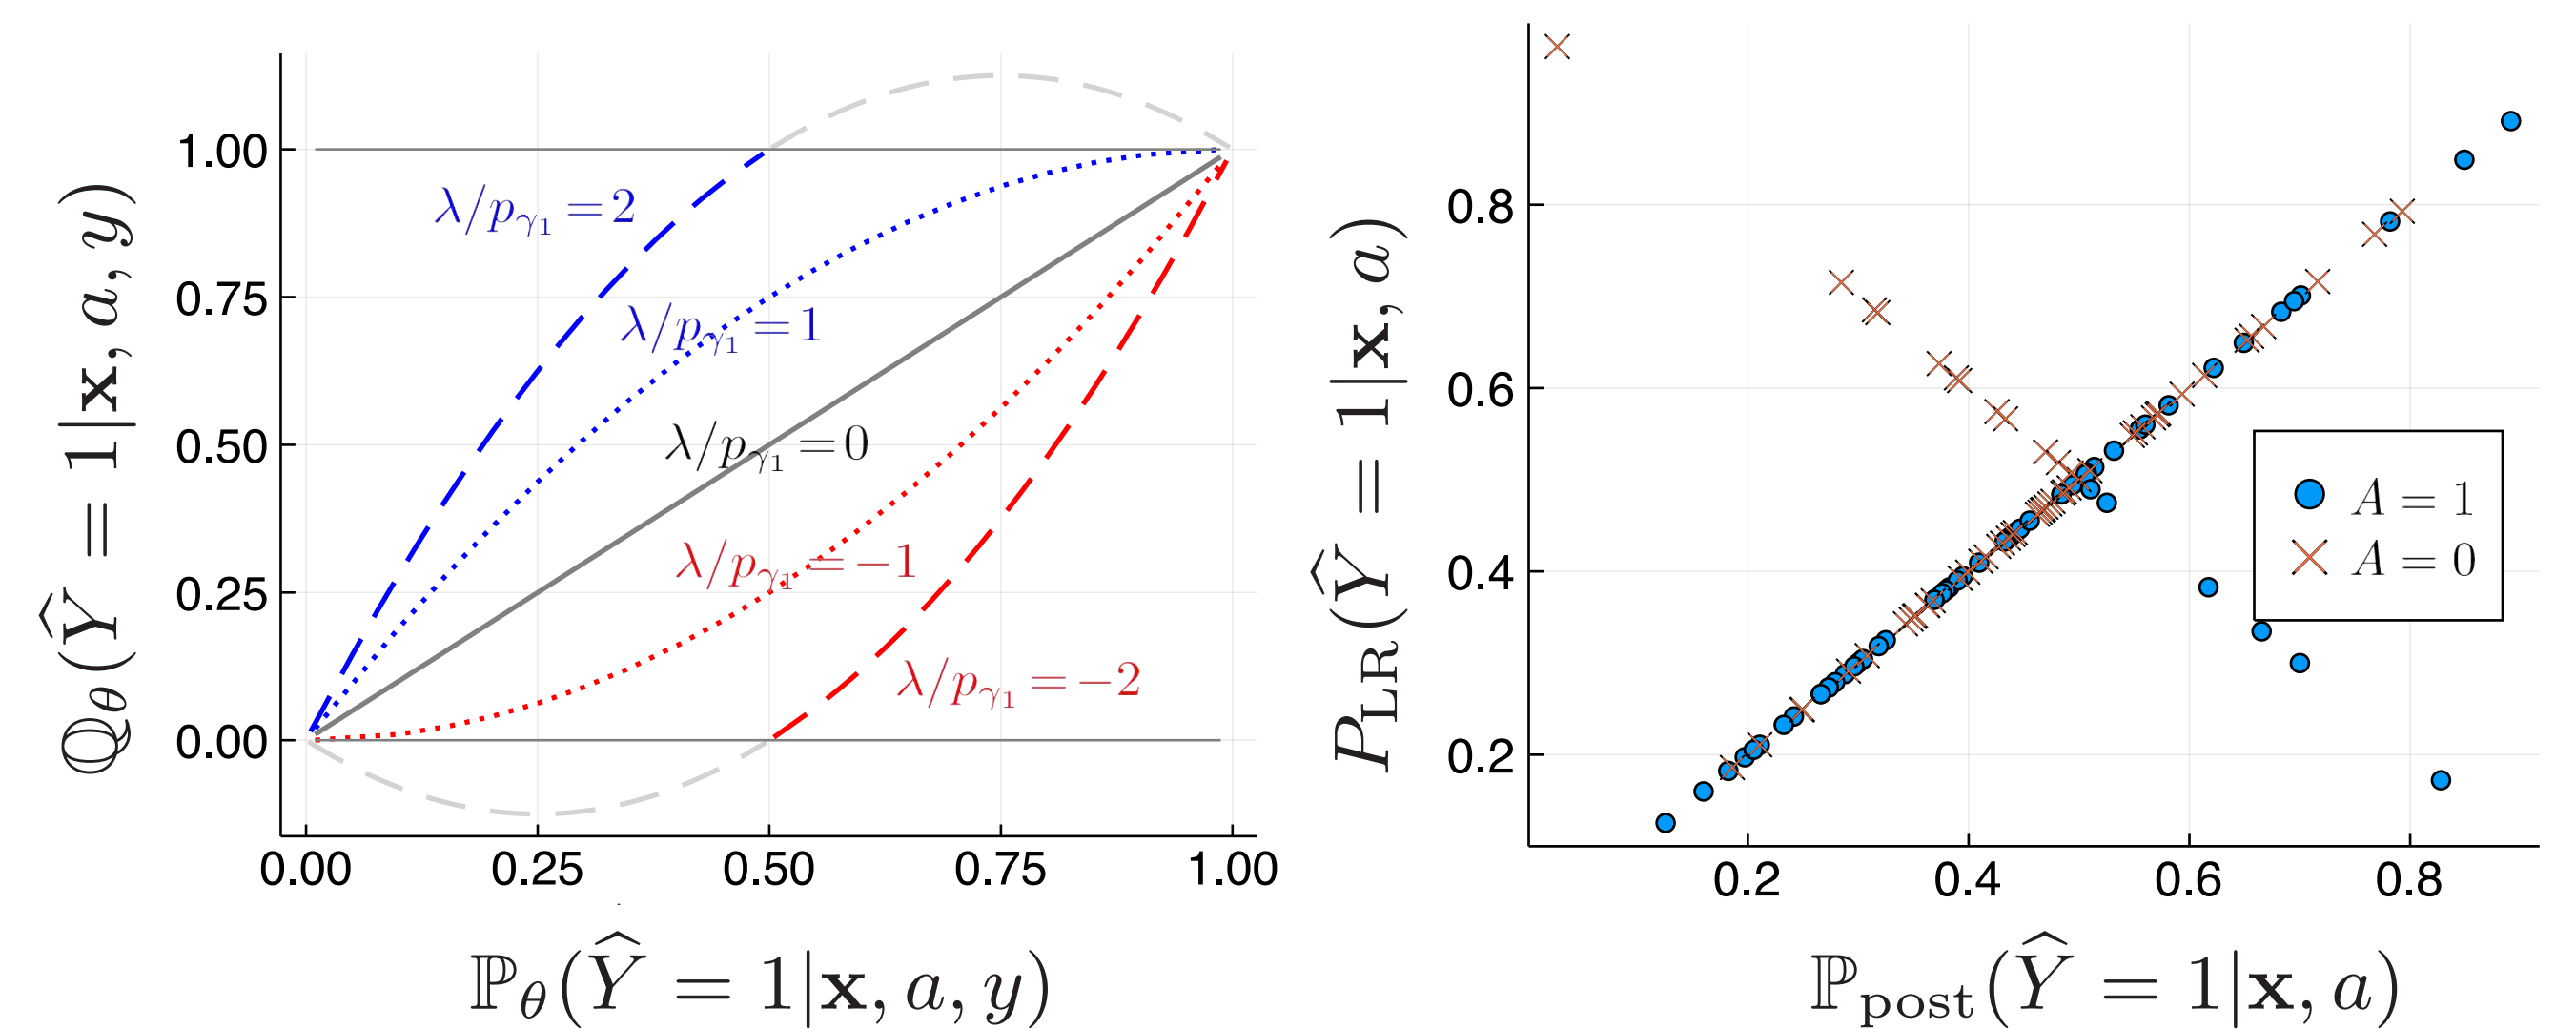 ℚ_θ(Ŷ = 1|𝐱, a, y)
1.00
0.75
0.50
0.25
0.00
λ/p_{γ₁} = 2
λ/p_{γ₁} = 1
λ/p_{γ₁} = 0
λ/p_{γ₁} = −1
λ/p_{γ₁} = −2
0.00 0.25 0.50 0.75 1.00
ℙ_θ(Ŷ = 1|𝐱, a, y)
P_LR(Ŷ = 1|𝐱, a)
0.8
0.6
0.4
0.2
A = 1
A = 0
0.2 0.4 0.6 0.8
ℙ_post(Ŷ = 1|𝐱, a)